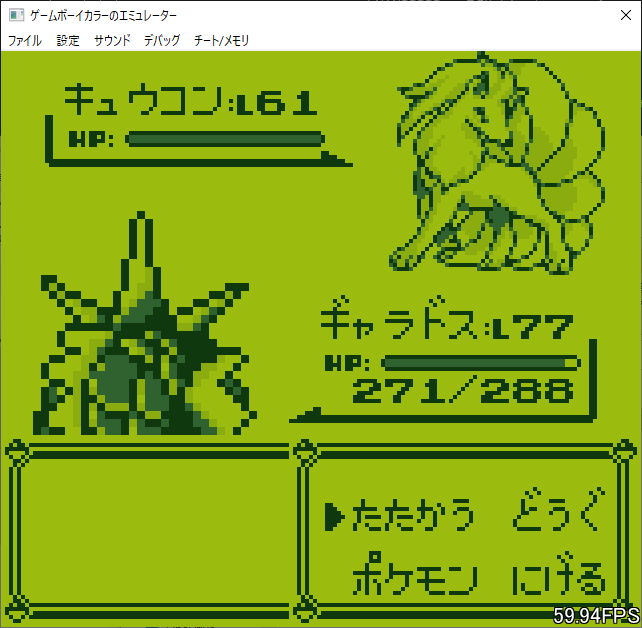 ゲームボーイカラーのエミュレーター
ファイル 設定 サウンド デバッグ チート/メモリ
キュウコン:L61
HP:
ギャラドス:L77
HP:
271/288
▶たたかう どうぐ
ポケモン にげる
59.94FPS